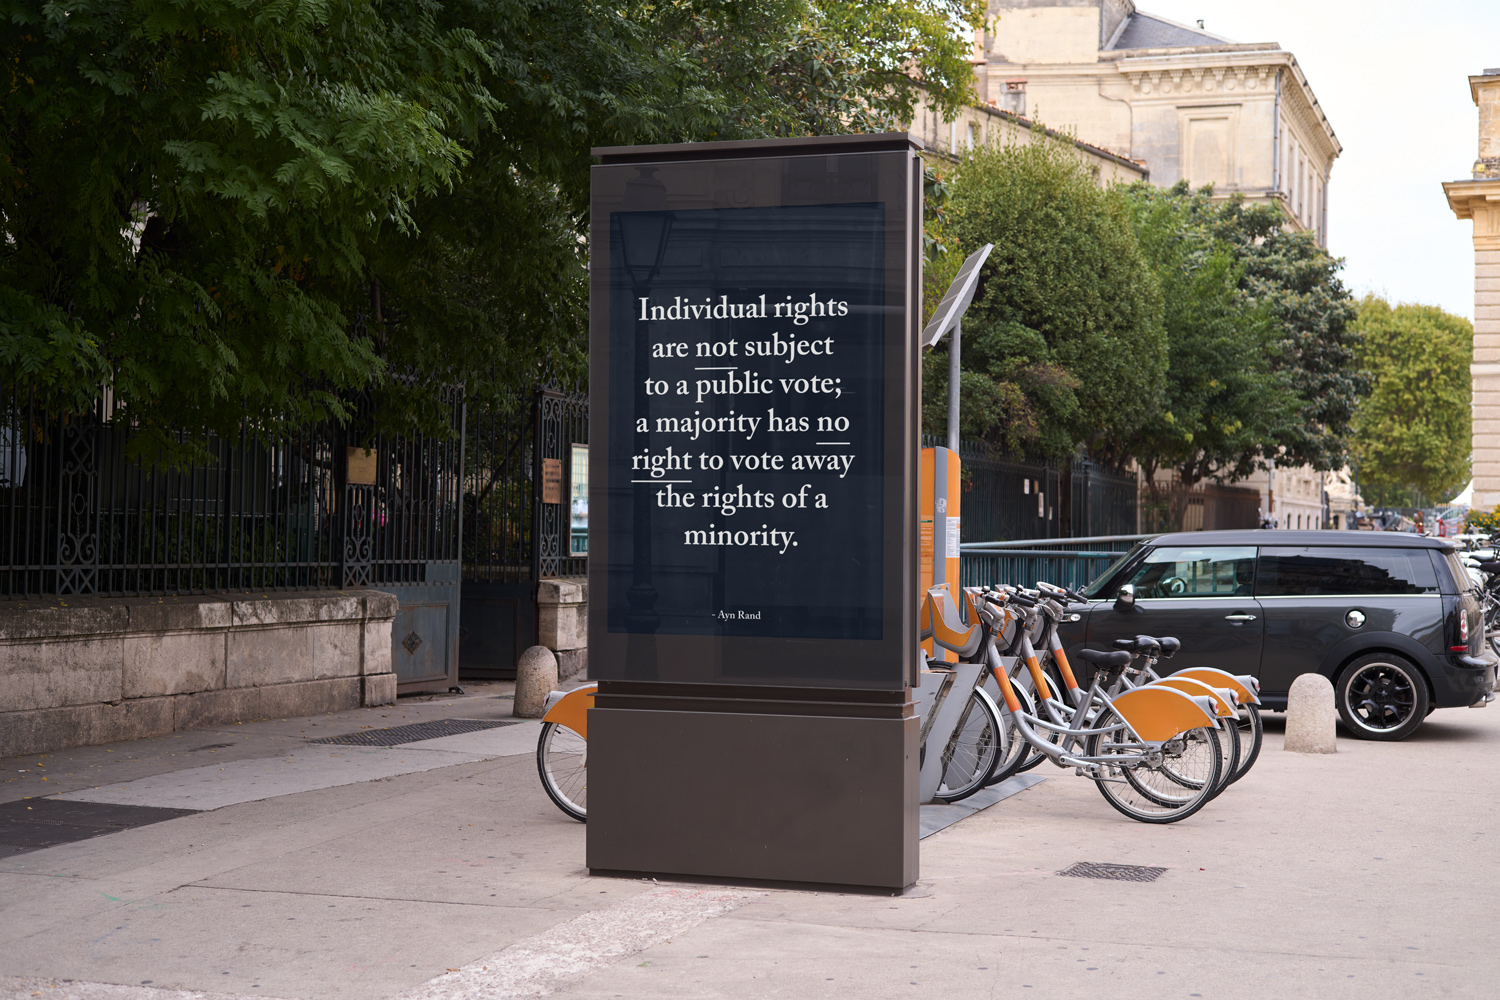 Individual rights
are not subject
to a public vote;
a majority has no
right to vote away
the rights of a
minority.
- Ayn Rand